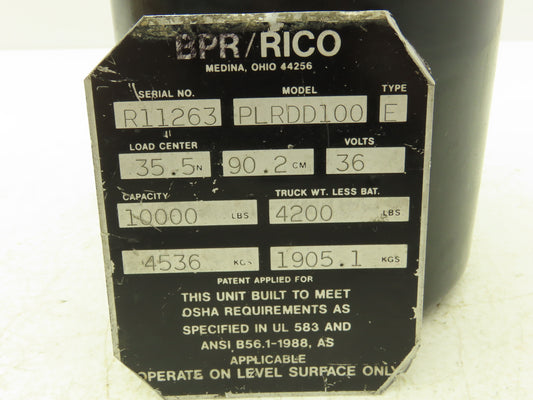 BPR/RICO
MEDINA, OHIO 44256
SERIAL NO. MODEL TYPE
R11263 PLRDD100 E
LOAD CENTER VOLTS
35.5 IN 90.2 CM 36
CAPACITY TRUCK WT. LESS BAT.
10000 LBS 4200 LBS
4536 KGS 1905.1 KGS
PATENT APPLIED FOR
THIS UNIT BUILT TO MEET
OSHA REQUIREMENTS AS
SPECIFIED IN UL 583 AND
ANSI B56.1-1988, AS
APPLICABLE
OPERATE ON LEVEL SURFACE ONLY